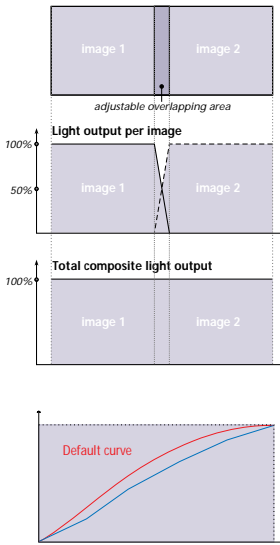 image 1 image 2
adjustable overlapping area
Light output per image
100%
50%
image 1 image 2
Total composite light output
100%
image 1 image 2
Default curve